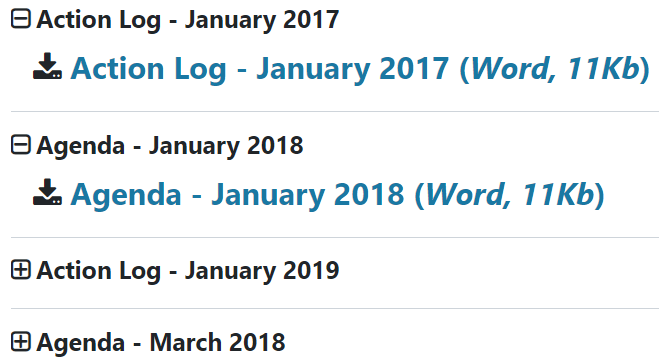 Action Log - January 2017
Action Log - January 2017 (Word, 11Kb)
Agenda - January 2018
Agenda - January 2018 (Word, 11Kb)
Action Log - January 2019
Agenda - March 2018